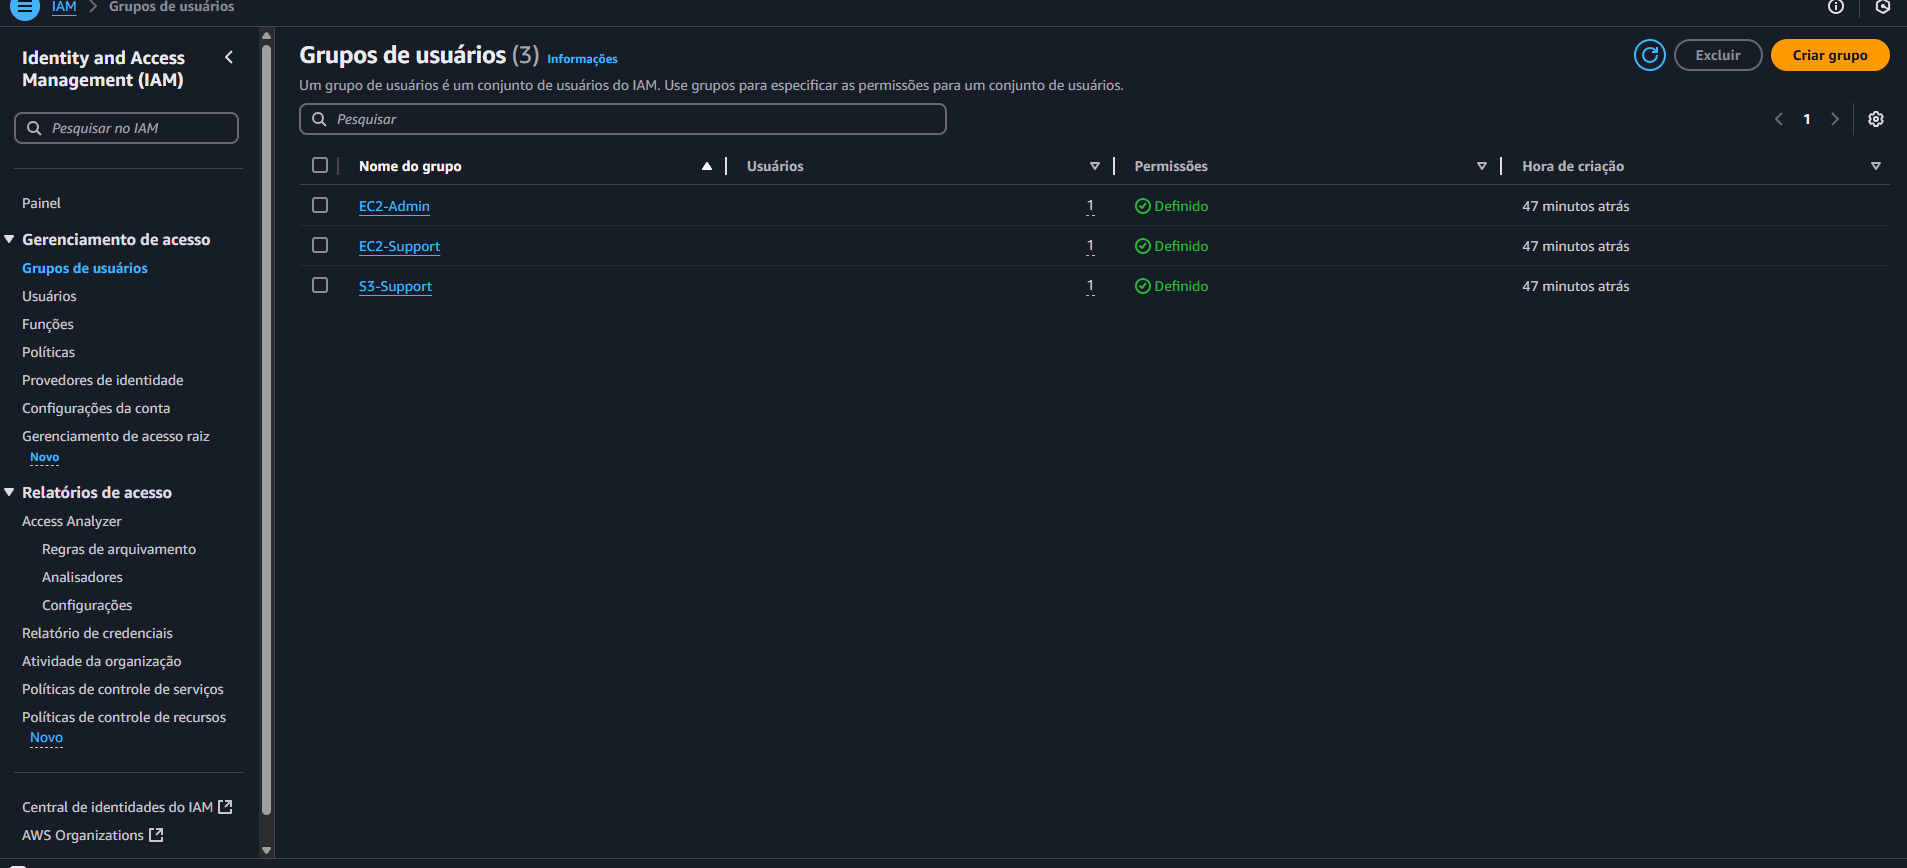 IAM > Grupos de usuários
Identity and Access
Management (IAM)
Pesquisar no IAM
Painel
Gerenciamento de acesso
Grupos de usuários
Usuários
Funções
Políticas
Provedores de identidade
Configurações da conta
Gerenciamento de acesso raiz
Novo
Relatórios de acesso
Access Analyzer
Regras de arquivamento
Analisadores
Configurações
Relatório de credenciais
Atividade da organização
Políticas de controle de serviços
Políticas de controle de recursos
Novo
Central de identidades do IAM
AWS Organizations
Grupos de usuários (3) Informações
Excluir
Criar grupo
Um grupo de usuários é um conjunto de usuários do IAM. Use grupos para especificar as permissões para um conjunto de usuários.
Pesquisar
1
Nome do grupo Usuários Permissões Hora de criação
EC2-Admin 1 Definido 47 minutos atrás
EC2-Support 1 Definido 47 minutos atrás
S3-Support 1 Definido 47 minutos atrás